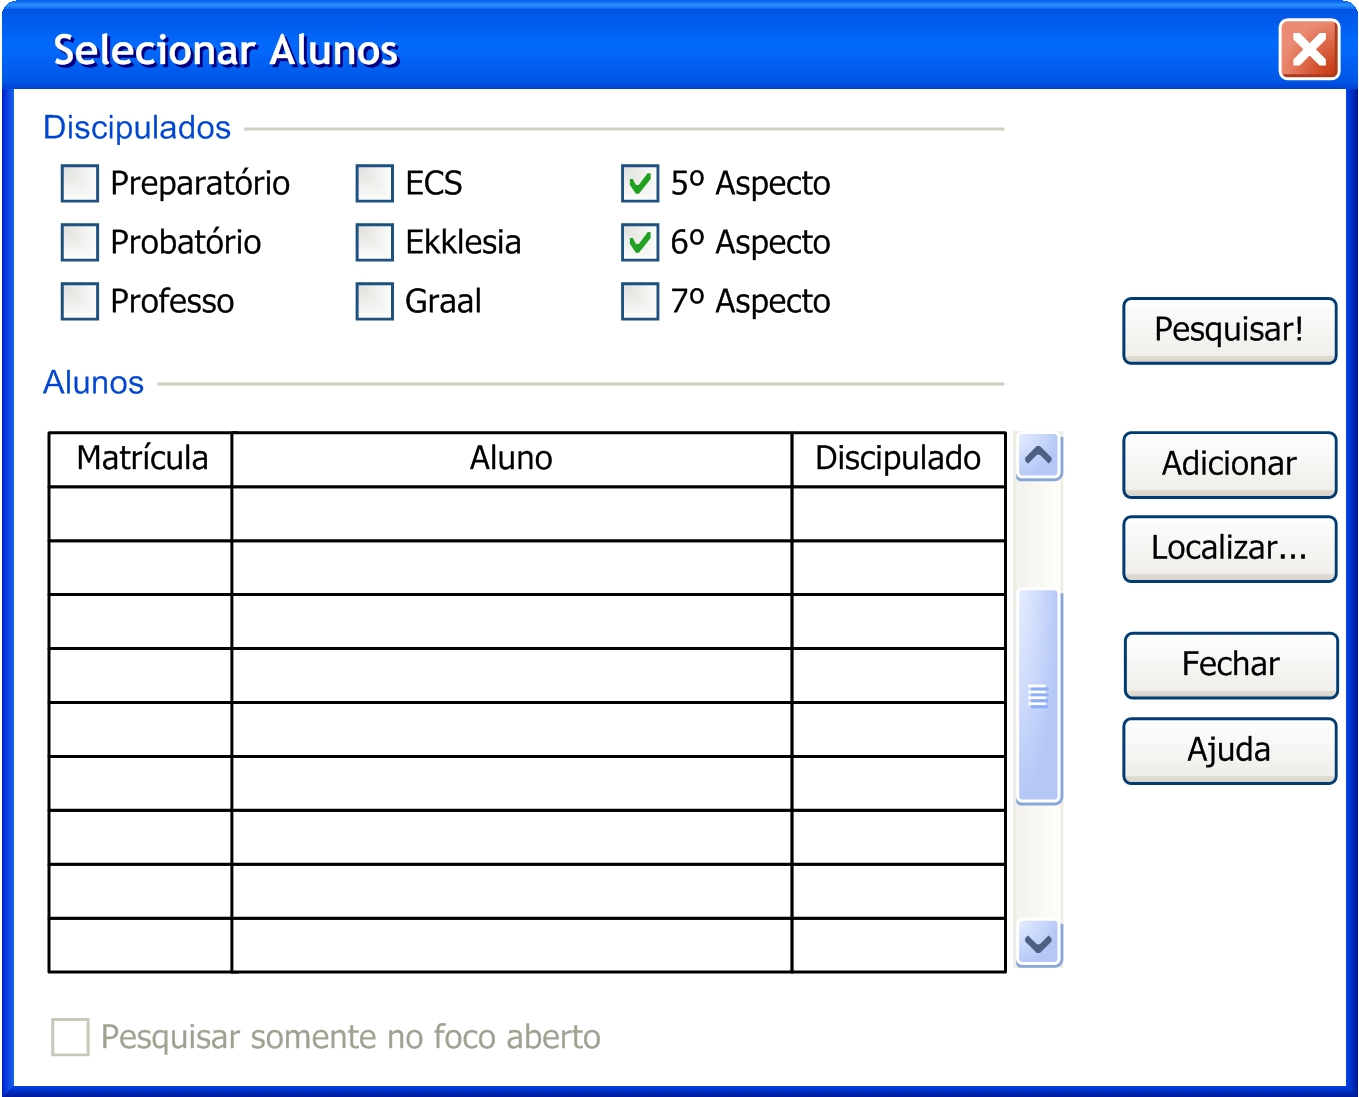 Selecionar Alunos
Discipulados
Preparatório ECS 5º Aspecto
Probatório Ekklesia 6º Aspecto
Professo Graal 7º Aspecto
Pesquisar!
Alunos
Matrícula Aluno Discipulado
Adicionar
Localizar...
Fechar
Ajuda
Pesquisar somente no foco aberto